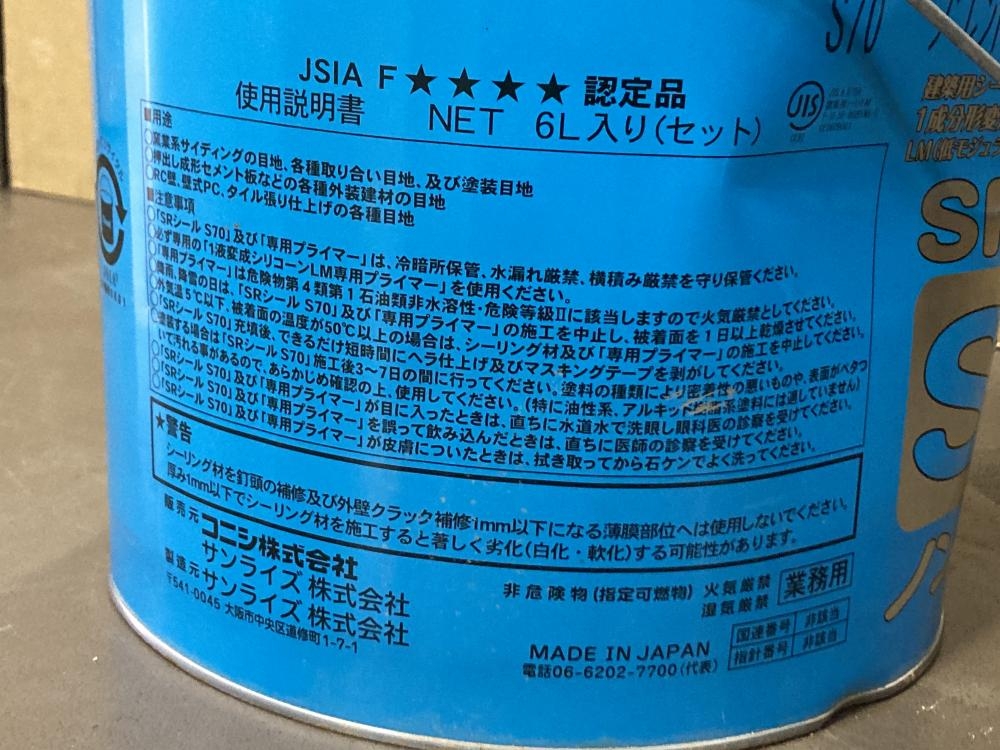 S70
JSIA F★★★★ 認定品
使用説明書 NET 6L入り(セット)
JIS
建築用シー
1成分形変
LM(低モジュラ
■用途
○窯業系サイディングの目地、各種取り合い目地、及び塗装目地
○押出し成形セメント板などの各種外装建材の目地
○RC壁、壁式PC、タイル張り仕上げの各種目地
■注意事項
○「SRシール S70」及び「専用プライマー」は、冷暗所保管、水漏れ厳禁、横積み厳禁を守り保管ください。
○必ず専用の「1液変成シリコーンLM専用プライマー」を使用ください。
○「専用プライマー」は危険物第4類第1石油類非水溶性・危険等級Ⅱに該当しますので火気厳禁としてください。
○降雨、降雪の日は、「SRシール S70」及び「専用プライマー」の施工を中止し、被着面を1日以上乾燥させてください。
○外気温5℃以下、被着面の温度が50℃以上の場合は、シーリング材及び「専用プライマー」の施工を中止してください。
○「SRシール S70」充填後、できるだけ短時間にヘラ仕上げ及びマスキングテープを剥がしてください。
○塗装する場合は「SRシール S70」施工後3〜7日の間に行ってください。塗料の種類により密着性の悪いものや、表面がベタつ
いて汚れる事があるので、あらかじめ確認の上、使用してください。(特に油性系、アルキッド系塗料には適していません)
○「SRシール S70」及び「専用プライマー」が目に入ったときは、直ちに水道水で洗眼し眼科医の診察を受けてください。
○「SRシール S70」及び「専用プライマー」を誤って飲み込んだときは、直ちに医師の診察を受けてください。
○「SRシール S70」及び「専用プライマー」が皮膚についたときは、拭き取ってから石ケンでよく洗ってください。
★警告
シーリング材を釘頭の補修及び外壁クラック補修1mm以下になる薄膜部位へは使用しないでください。
厚み1mm以下でシーリング材を施工すると著しく劣化(白化・軟化)する可能性があります。
販売元 コニシ株式会社
サンライズ株式会社
製造元 サンライズ株式会社
〒541-0045 大阪市中央区道修町1-7-1
非危険物(指定可燃物) 火気厳禁 業務用
湿気厳禁
MADE IN JAPAN
電話06-6202-7700(代表)
国連番号 非該当
指針番号 非該当